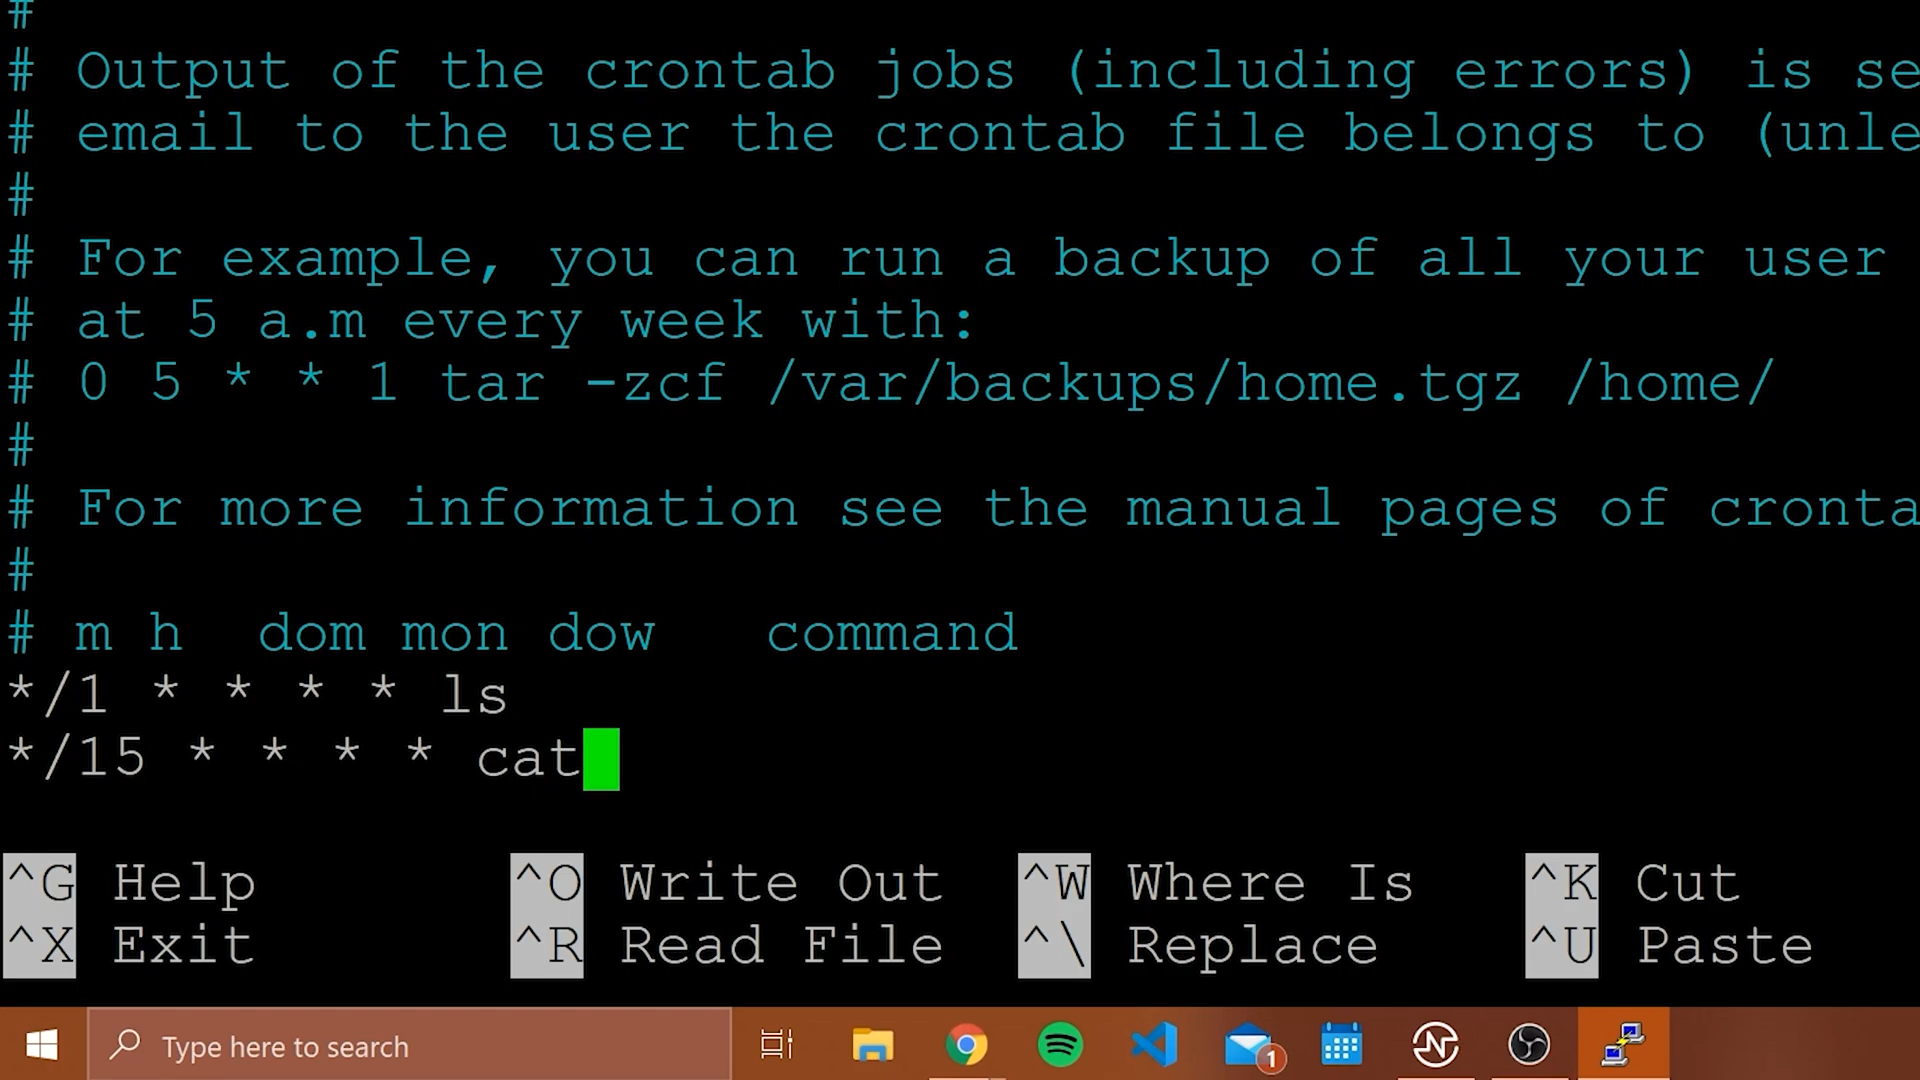 #
# Output of the crontab jobs (including errors) is se
# email to the user the crontab file belongs to (unle
#
# For example, you can run a backup of all your user
# at 5 a.m every week with:
# 0 5 * * 1 tar -zcf /var/backups/home.tgz /home/
#
# For more information see the manual pages of cronta
#
# m h  dom mon dow   command
*/1 * * * * ls
*/15 * * * * cat
^G Help ^O Write Out ^W Where Is ^K Cut
^X Exit ^R Read File ^\ Replace ^U Paste
Type here to search
1